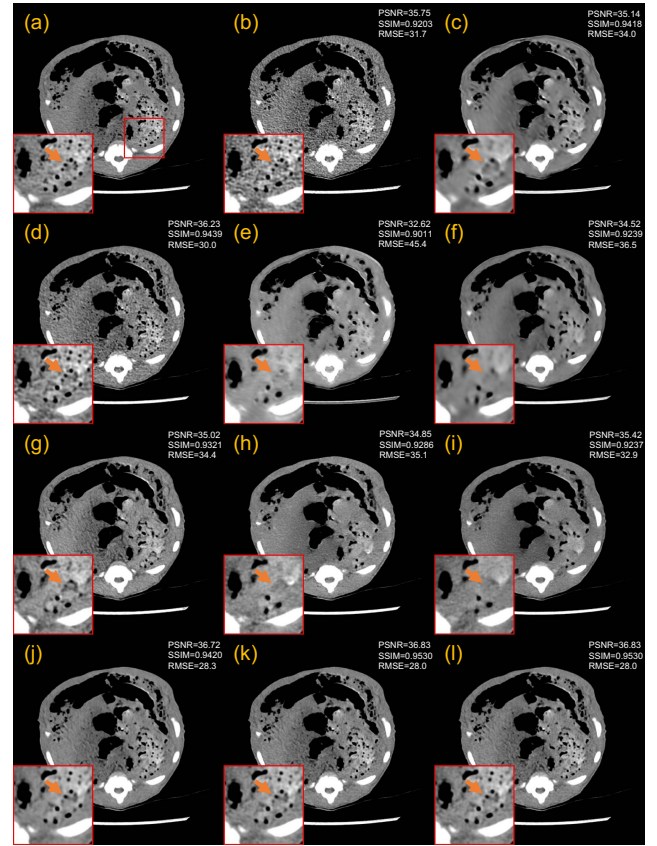 (a)
(b)
PSNR=35.75
SSIM=0.9203
RMSE=31.7
(c)
PSNR=35.14
SSIM=0.9418
RMSE=34.0
(d)
PSNR=36.23
SSIM=0.9439
RMSE=30.0
(e)
PSNR=32.62
SSIM=0.9011
RMSE=45.4
(f)
PSNR=34.52
SSIM=0.9239
RMSE=36.5
(g)
PSNR=35.02
SSIM=0.9321
RMSE=34.4
(h)
PSNR=34.85
SSIM=0.9286
RMSE=35.1
(i)
PSNR=35.42
SSIM=0.9237
RMSE=32.9
(j)
PSNR=36.72
SSIM=0.9420
RMSE=28.3
(k)
PSNR=36.83
SSIM=0.9530
RMSE=28.0
(l)
PSNR=36.83
SSIM=0.9530
RMSE=28.0